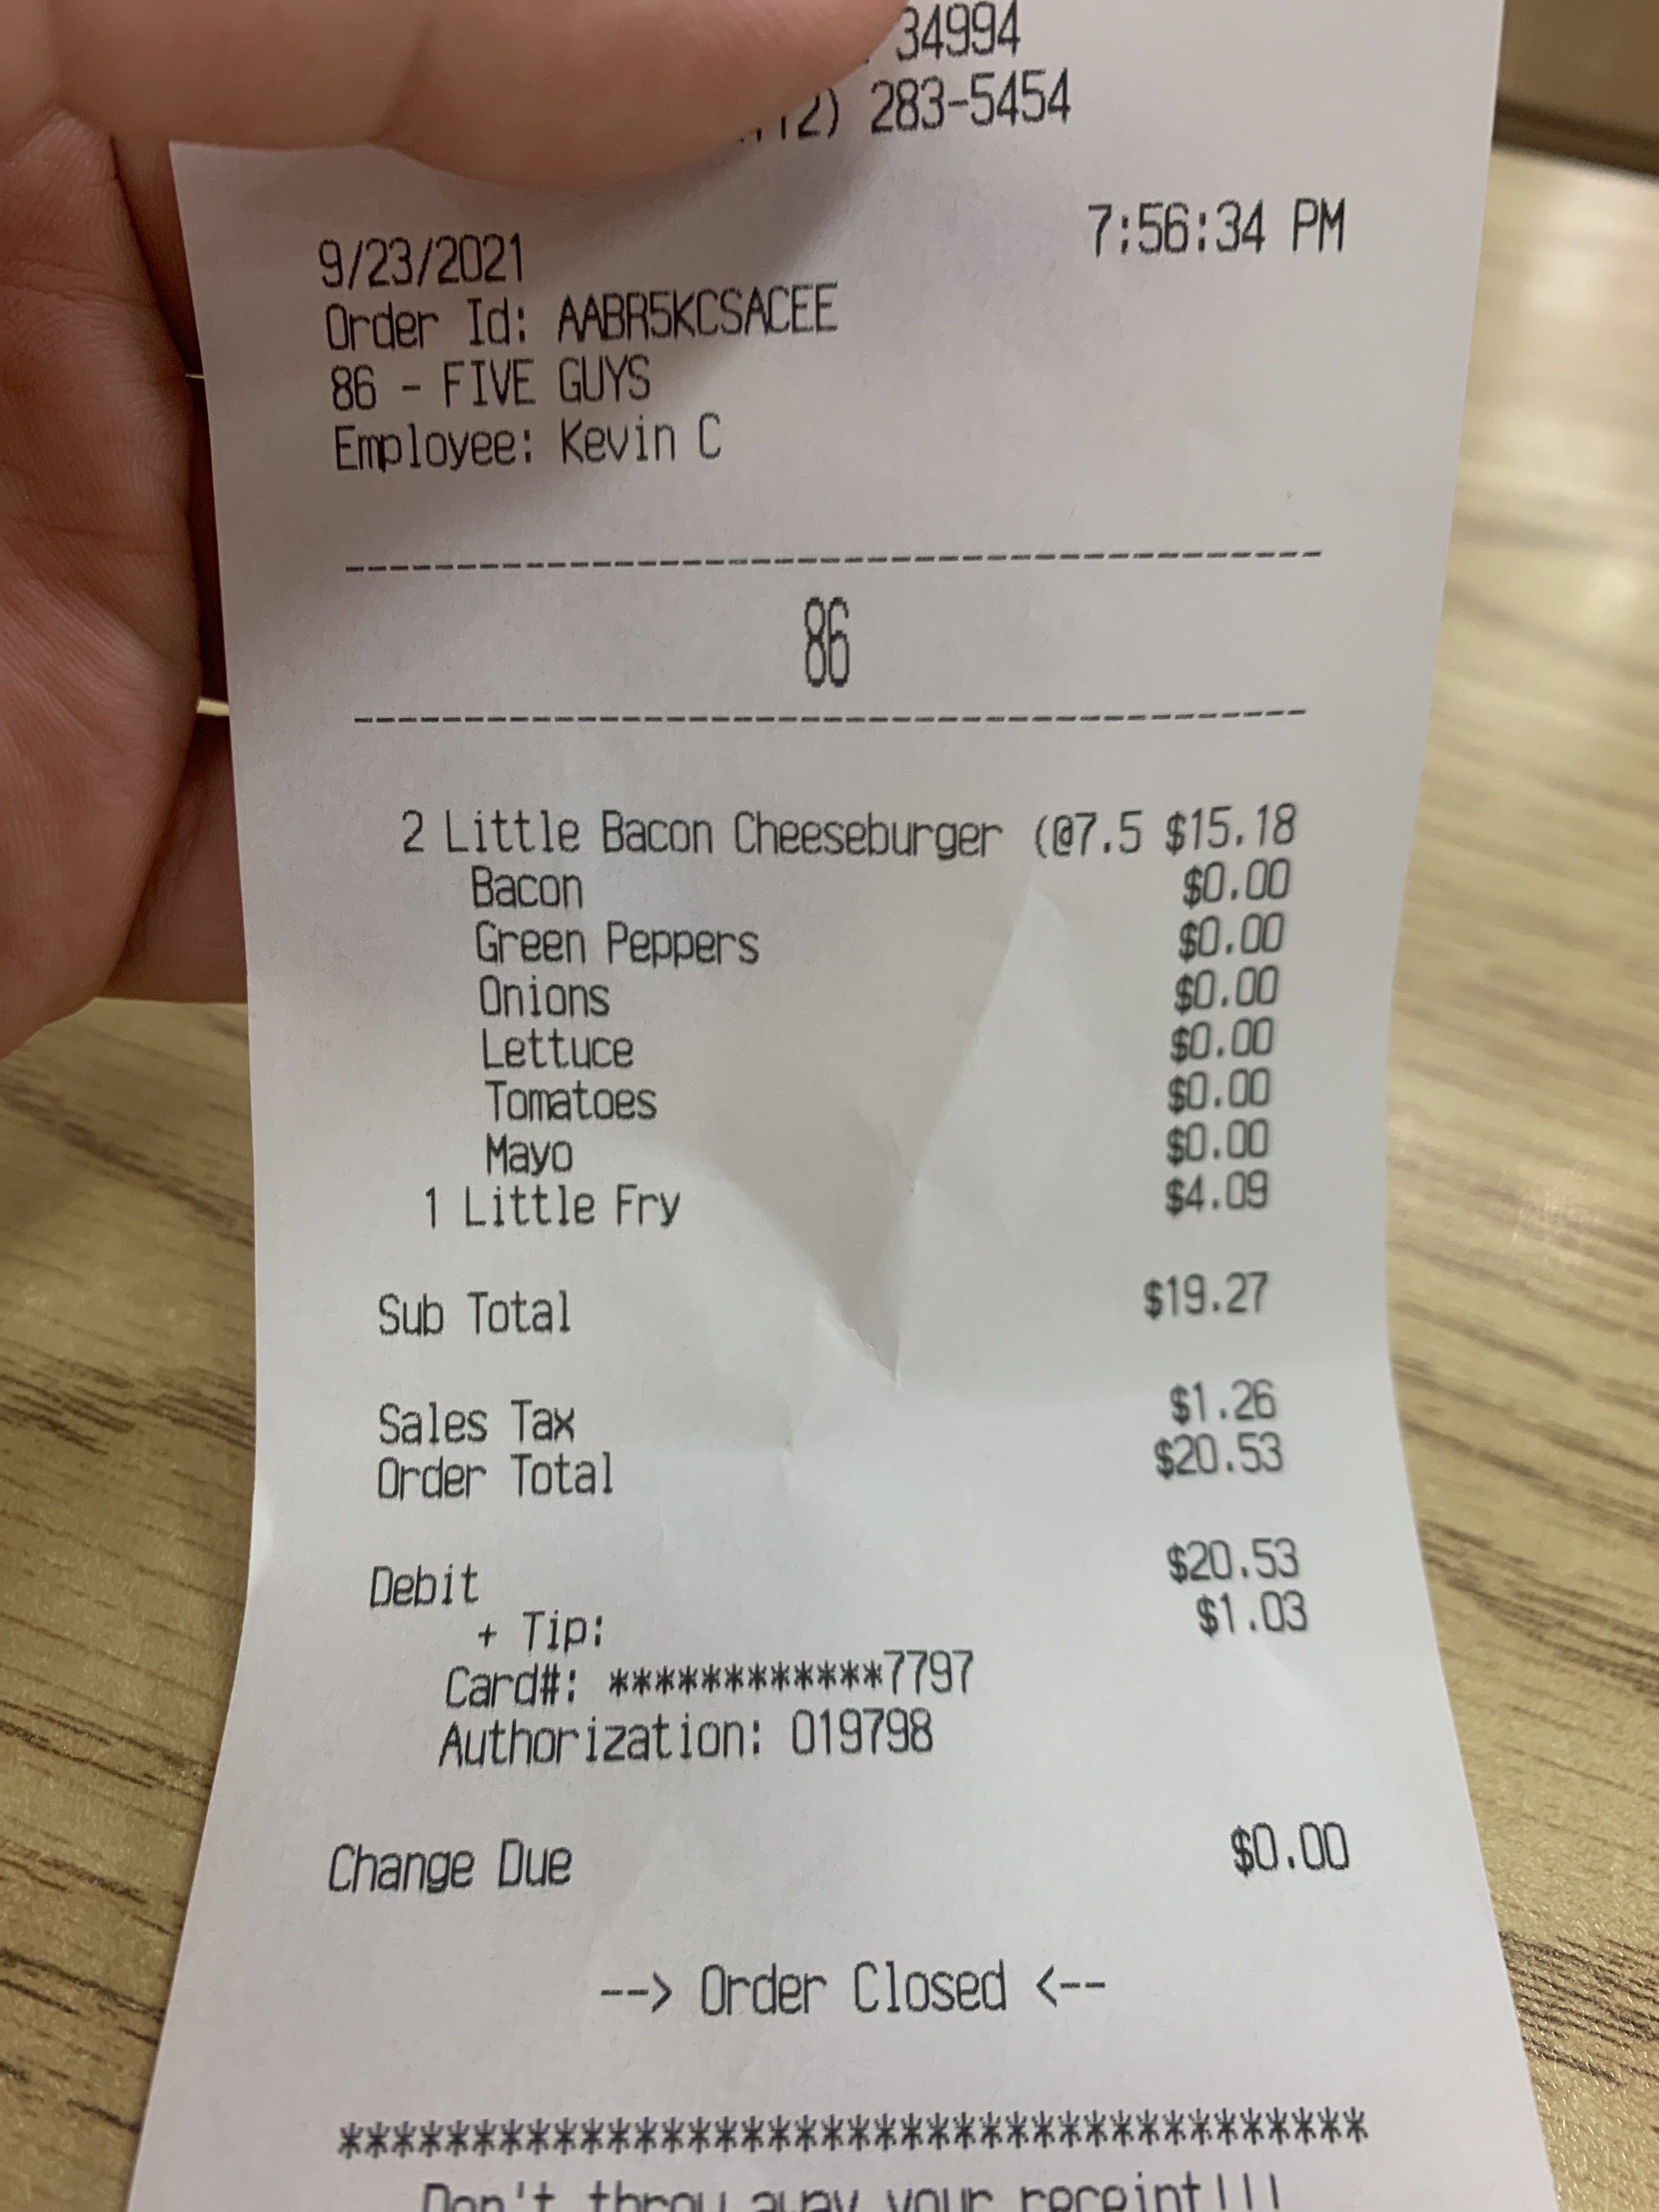 34994
283-5454
9/23/2021 7:56:34 PM
Order Id: AABR5KCSACEE
86 - FIVE GUYS
Employee: Kevin C
--------------------------------------------
86
--------------------------------------------
2 Little Bacon Cheeseburger (@7.5 $15.18
Bacon $0.00
Green Peppers $0.00
Onions $0.00
Lettuce $0.00
Tomatoes $0.00
Mayo $0.00
1 Little Fry $4.09
Sub Total $19.27
Sales Tax $1.26
Order Total $20.53
Debit $20.53
+ Tip: $1.03
Card#: ************7797
Authorization: 019798
Change Due $0.00
--> Order Closed <--
***************************************
Don't throw away your receipt!!!